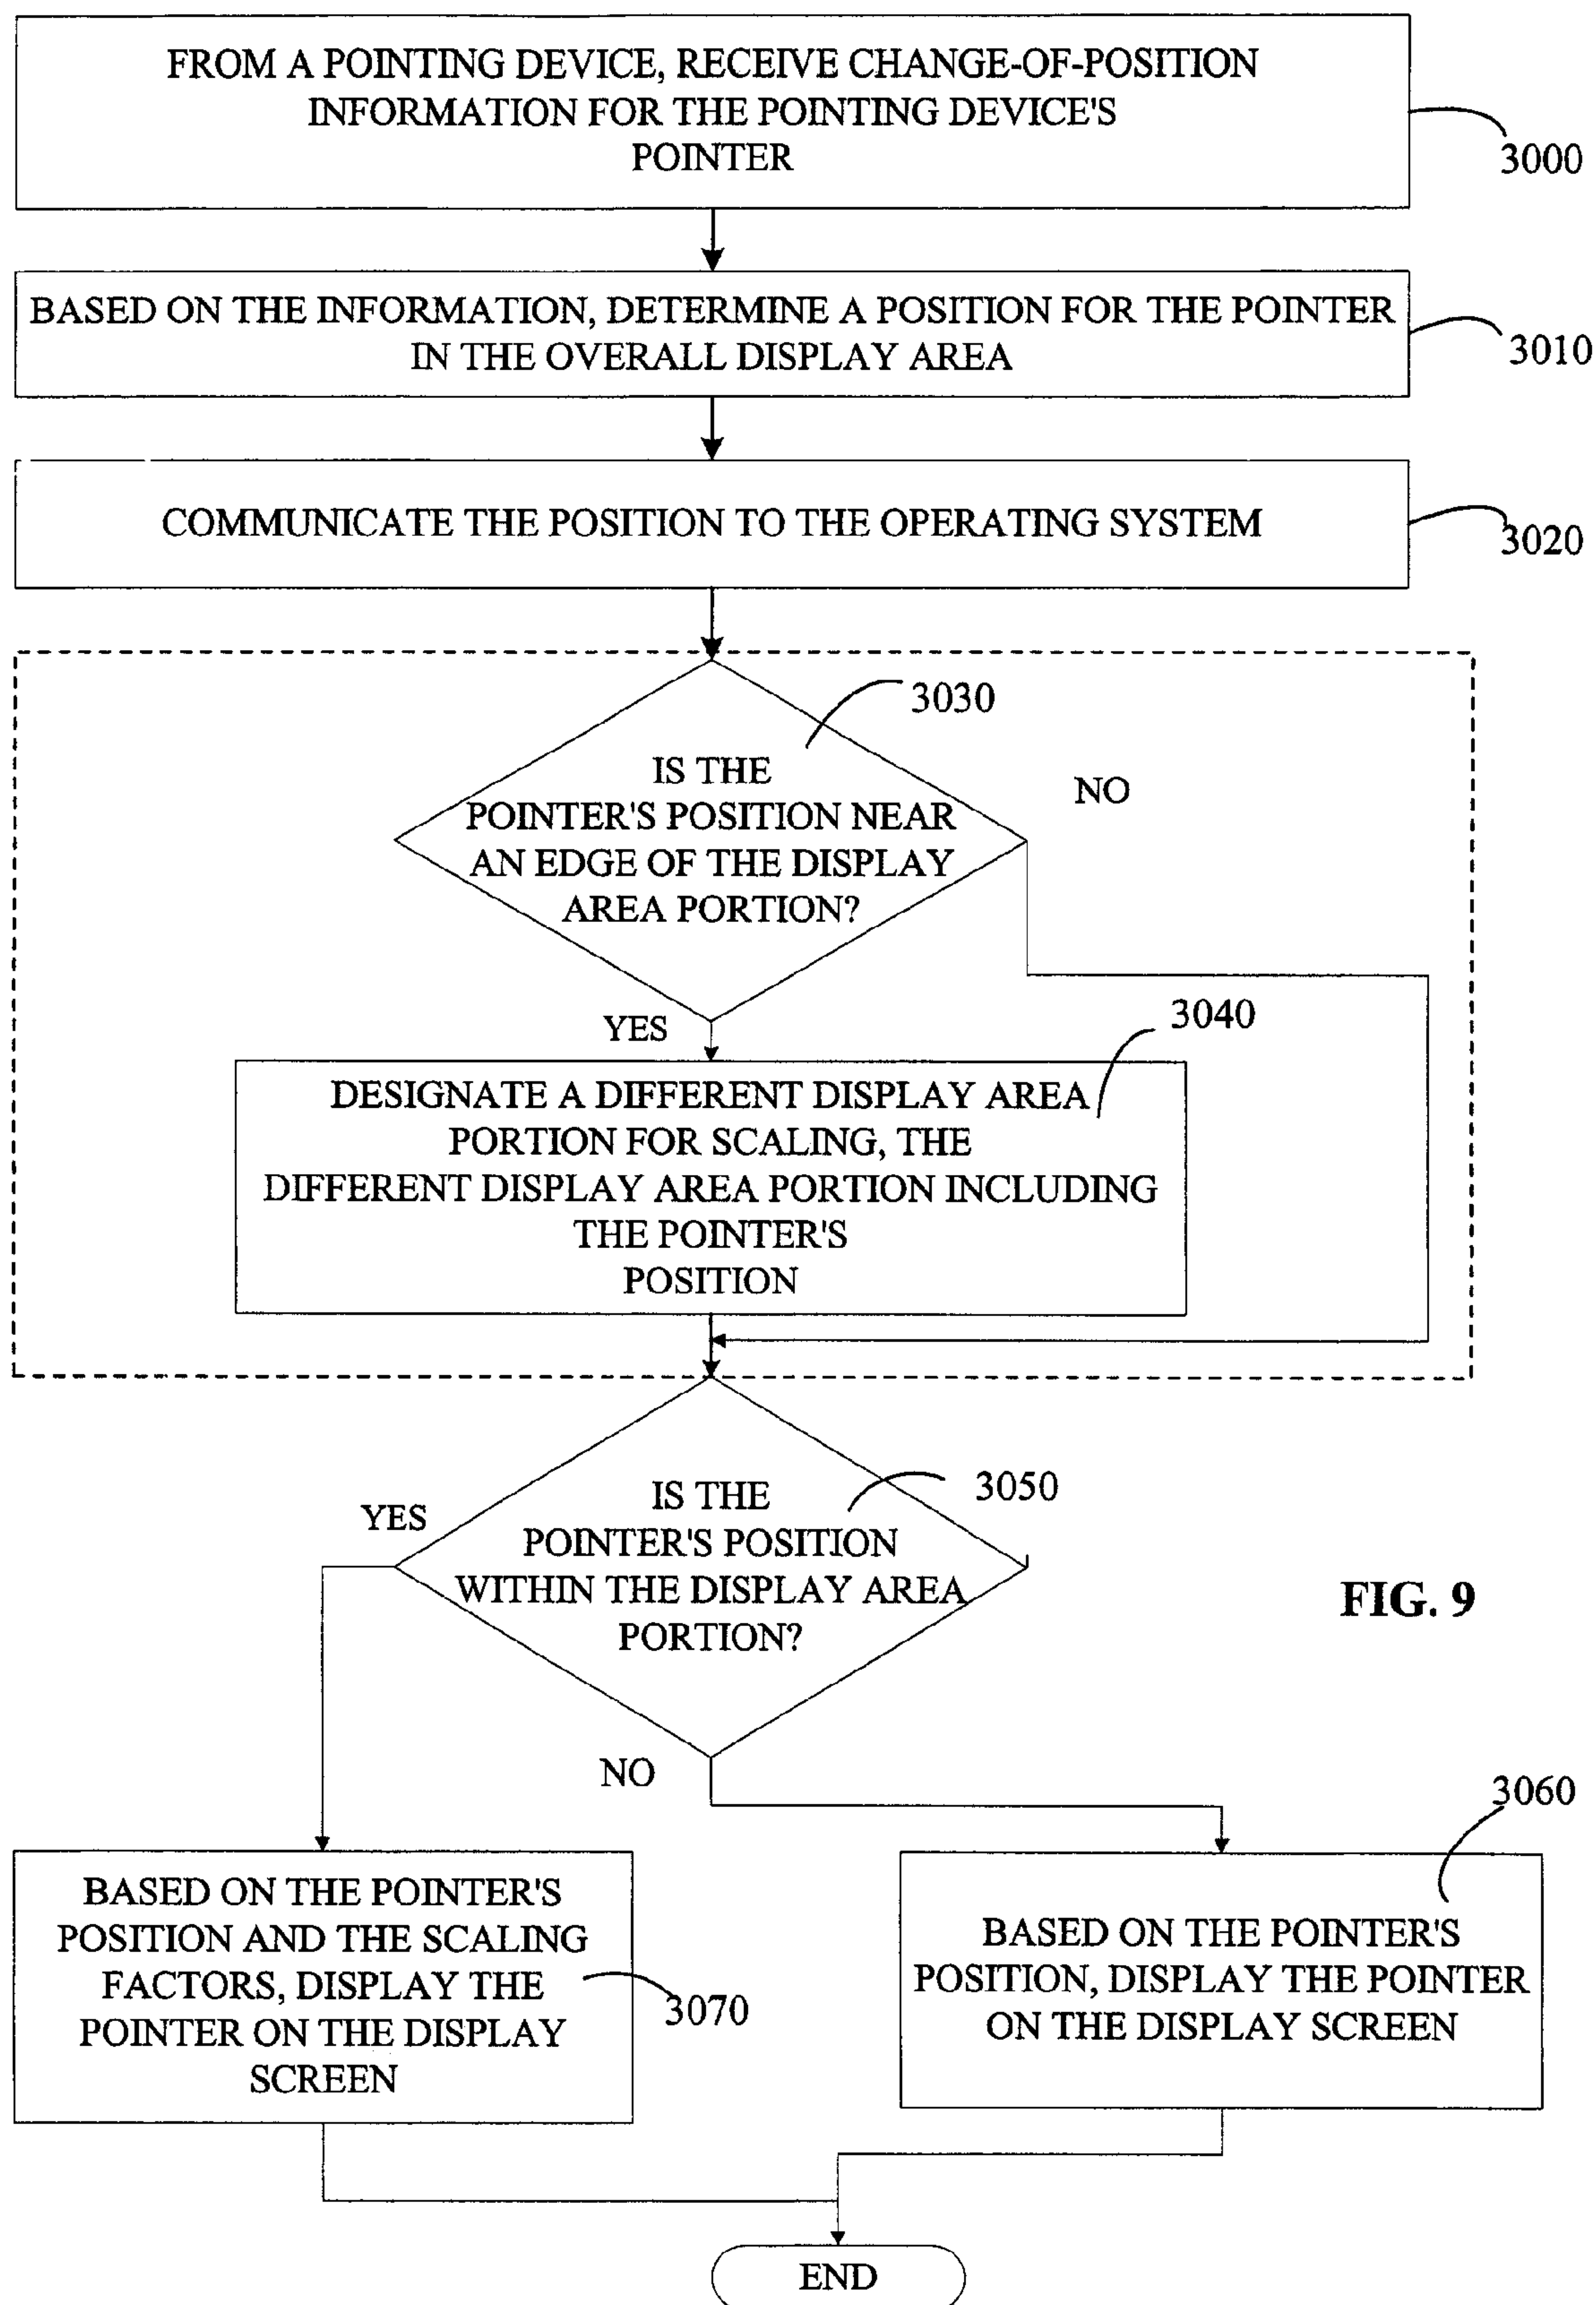 FROM A POINTING DEVICE, RECEIVE CHANGE-OF-POSITION
INFORMATION FOR THE POINTING DEVICE'S
POINTER
3000
BASED ON THE INFORMATION, DETERMINE A POSITION FOR THE POINTER
IN THE OVERALL DISPLAY AREA
3010
COMMUNICATE THE POSITION TO THE OPERATING SYSTEM
3020
3030
IS THE
POINTER'S POSITION NEAR
AN EDGE OF THE DISPLAY
AREA PORTION?
NO
YES
3040
DESIGNATE A DIFFERENT DISPLAY AREA
PORTION FOR SCALING, THE
DIFFERENT DISPLAY AREA PORTION INCLUDING
THE POINTER'S
POSITION
3050
IS THE
POINTER'S POSITION
WITHIN THE DISPLAY AREA
PORTION?
YES
NO
FIG. 9
3060
BASED ON THE POINTER'S
POSITION AND THE SCALING
FACTORS, DISPLAY THE
POINTER ON THE DISPLAY
SCREEN
3070
BASED ON THE POINTER'S
POSITION, DISPLAY THE POINTER
ON THE DISPLAY SCREEN
END